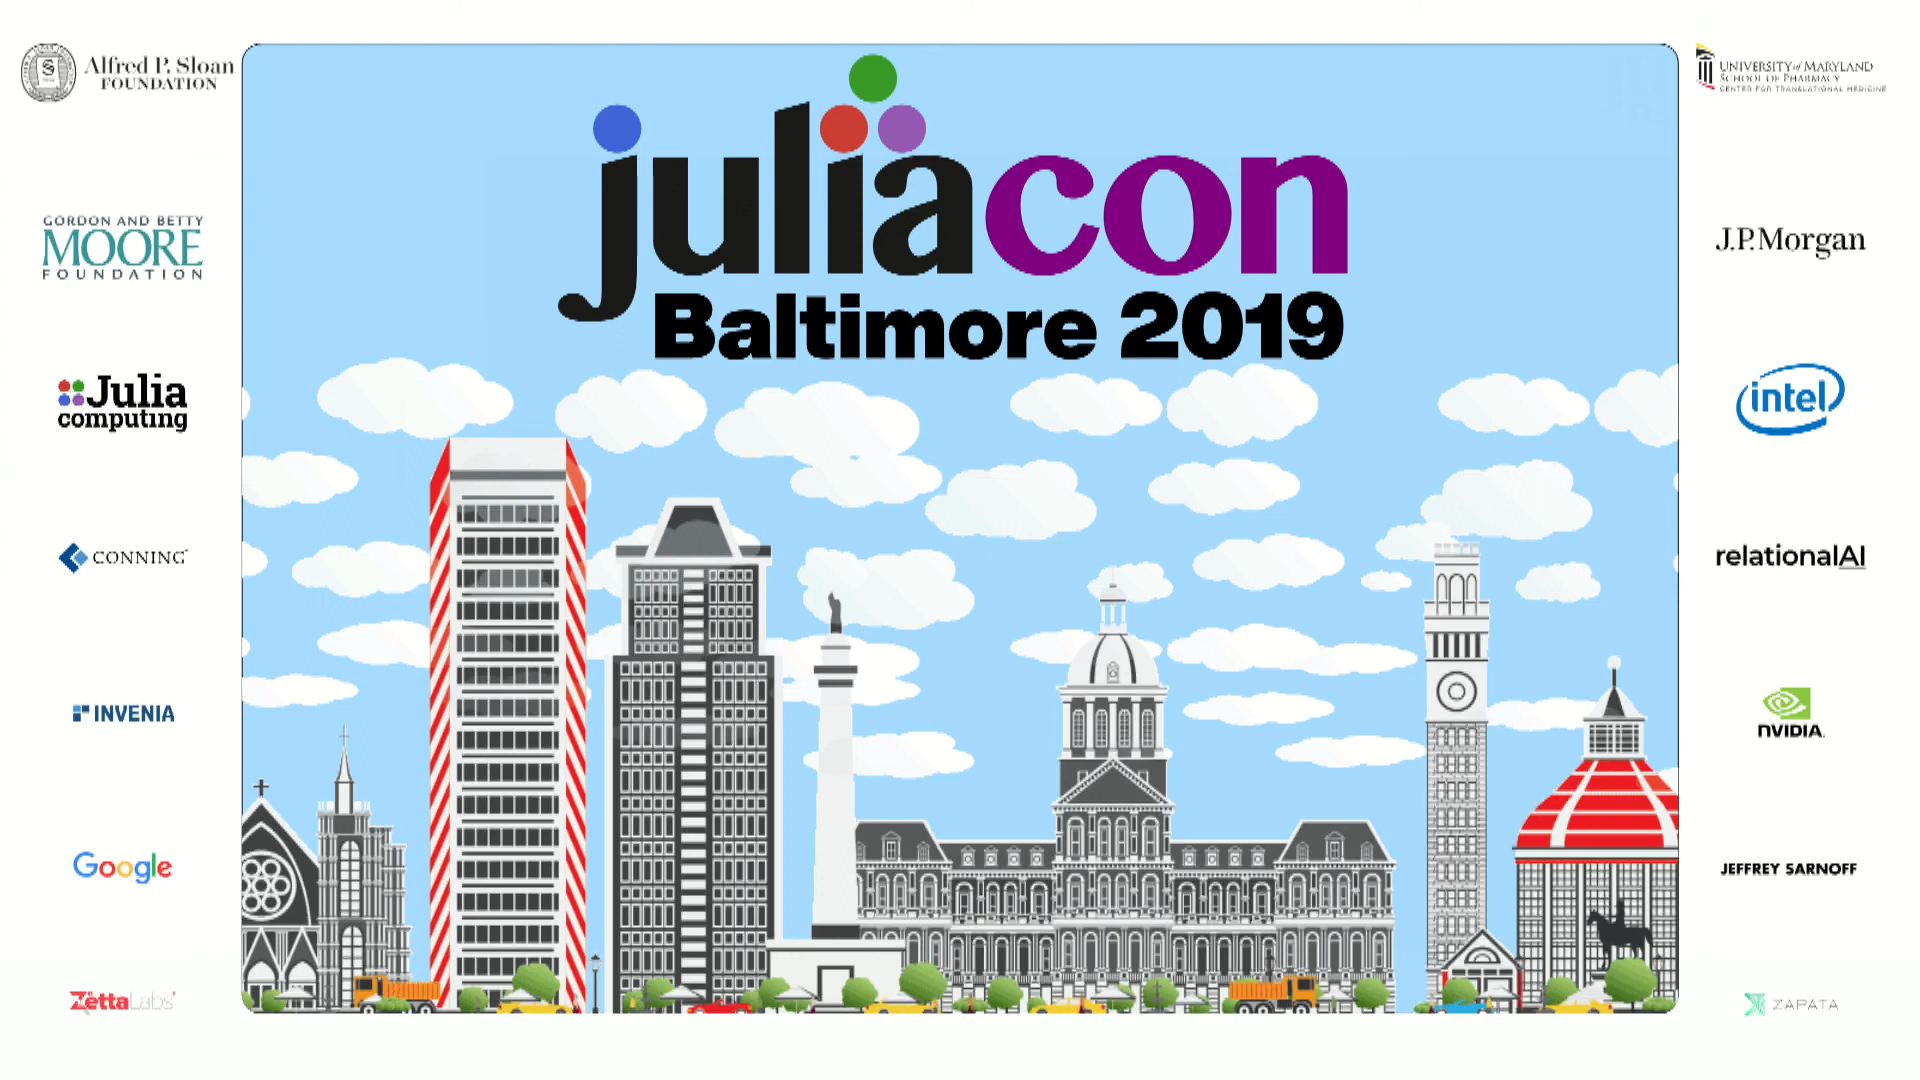 Alfred P. Sloan
FOUNDATION
GORDON AND BETTY
MOORE
FOUNDATION
Julia
computing
CONNING
INVENIA
Google
ZettaLabs
juliacon
Baltimore 2019
UNIVERSITY of MARYLAND
SCHOOL OF PHARMACY
CENTER FOR TRANSLATIONAL MEDICINE
J.P.Morgan
intel
relationalAI
NVIDIA
JEFFREY SARNOFF
ZAPATA